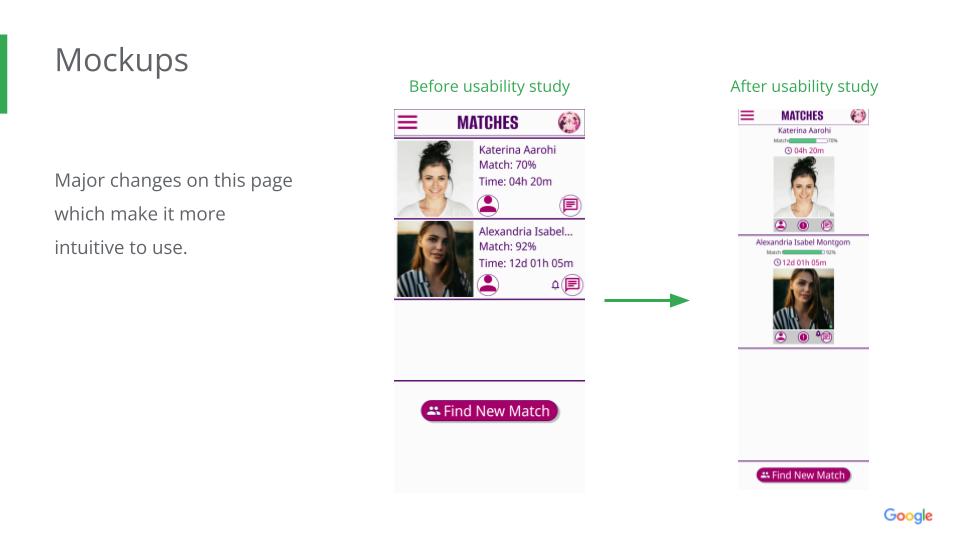 Mockups
Major changes on this page
which make it more
intuitive to use.
Before usability study
MATCHES
Katerina Aarohi
Match: 70%
Time: 04h 20m
Alexandria Isabel...
Match: 92%
Time: 12d 01h 05m
Find New Match
After usability study
MATCHES
Katerina Aarohi
Match 70%
04h 20m
Alexandria Isabel Montgom
Match 92%
12d 01h 05m
Find New Match
Google